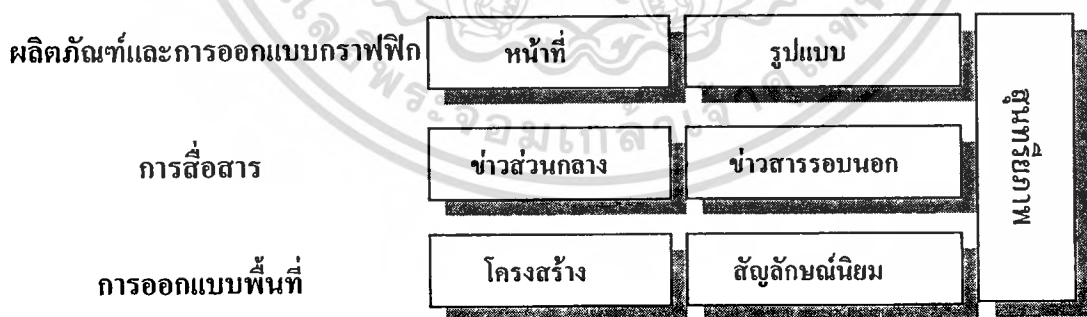 ผลิตภัณฑ์และการออกแบบกราฟฟิก หน้าที่ รูปแบบ
การสื่อสาร ข่าวส่วนกลาง ข่าวสารรอบนอก
การออกแบบพื้นที่ โครงสร้าง สัญลักษณ์นิยม
สุนทรียภาพ